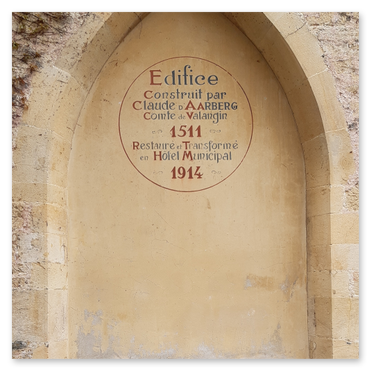 Edifice
Construit par
Claude d'Aarberg
Comte de Valangin
1511
Restauré et Transformé
en Hôtel Municipal
1914